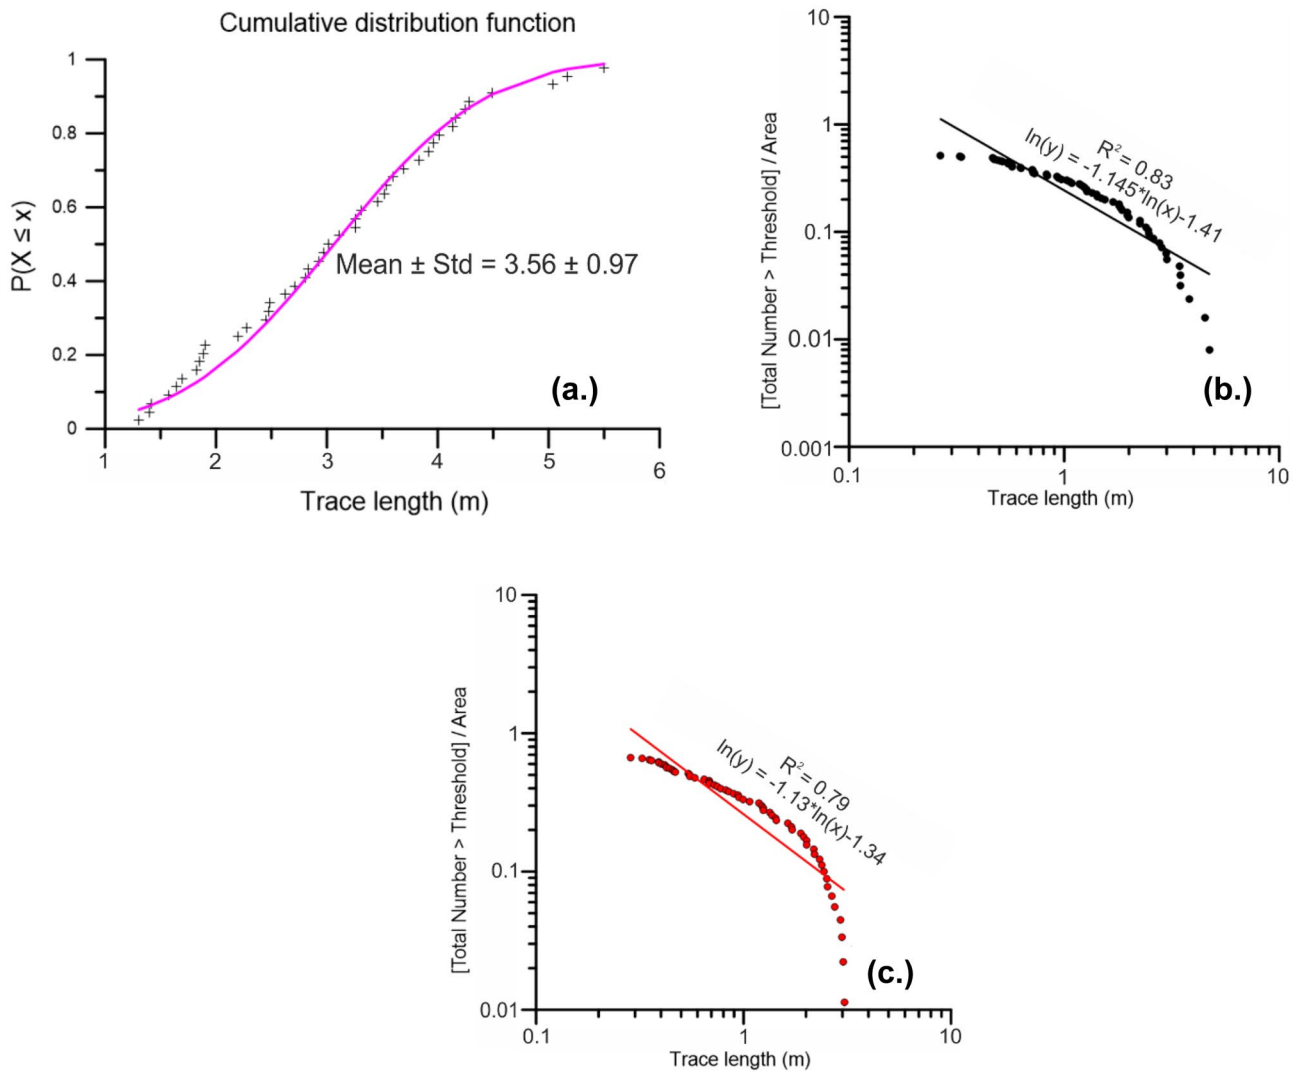 Cumulative distribution function
P(X ≤ x)
1
0.8
0.6
0.4
0.2
0
Mean ± Std = 3.56 ± 0.97
(a.)
1 2 3 4 5 6
Trace length (m)
[Total Number > Threshold] / Area
10
1
0.1
0.01
0.001
R² = 0.83
ln(y) = -1.145*ln(x)-1.41
(b.)
0.1 1 10
Trace length (m)
[Total Number > Threshold] / Area
10
1
0.1
0.01
R² = 0.79
ln(y) = -1.13*ln(x)-1.34
(c.)
0.1 1 10
Trace length (m)